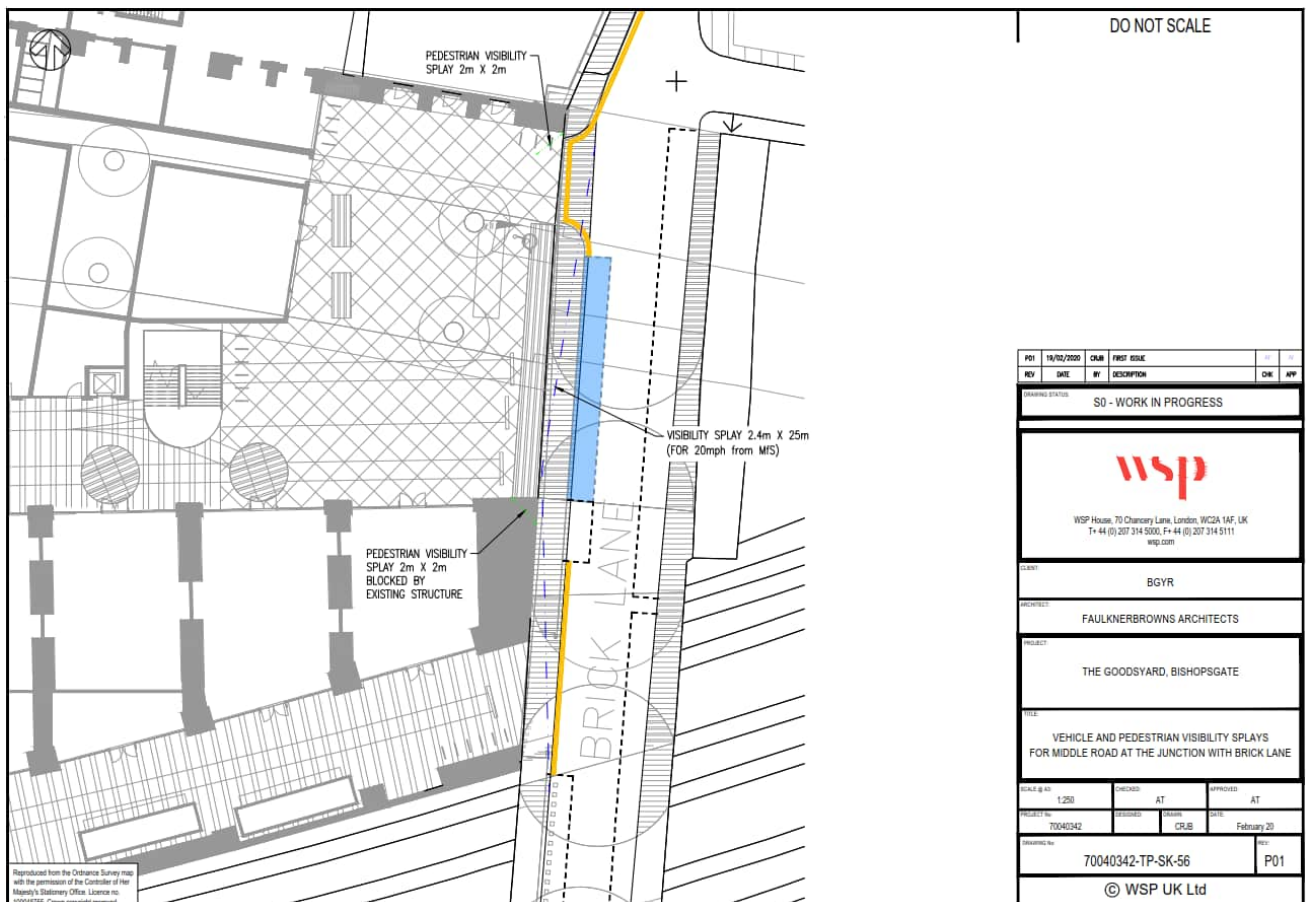 DO NOT SCALE
PEDESTRIAN VISIBILITY
SPLAY 2m X 2m
VISIBILITY SPLAY 2.4m X 25m
(FOR 20mph from MfS)
PEDESTRIAN VISIBILITY
SPLAY 2m X 2m
BLOCKED BY
EXISTING STRUCTURE
BRICK LANE
Reproduced from the Ordnance Survey map
with the permission of the Controller of Her
Majesty's Stationery Office. Licence no.
P01 19/02/2020 CRJB FIRST ISSUE
REV DATE BY DESCRIPTION CHK APP
DRAWING STATUS:
S0 - WORK IN PROGRESS
wsp
WSP House, 70 Chancery Lane, London, WC2A 1AF, UK
T+ 44 (0) 207 314 5000, F+ 44 (0) 207 314 5111
wsp.com
CLIENT:
BGYR
ARCHITECT:
FAULKNERBROWNS ARCHITECTS
PROJECT:
THE GOODSYARD, BISHOPSGATE
TITLE:
VEHICLE AND PEDESTRIAN VISIBILITY SPLAYS
FOR MIDDLE ROAD AT THE JUNCTION WITH BRICK LANE
SCALE @ A3: CHECKED: APPROVED:
1:250 AT AT
PROJECT No: DESIGNED: DRAWN: DATE:
70040342 CRJB February 20
DRAWING No: REV:
70040342-TP-SK-56 P01
© WSP UK Ltd